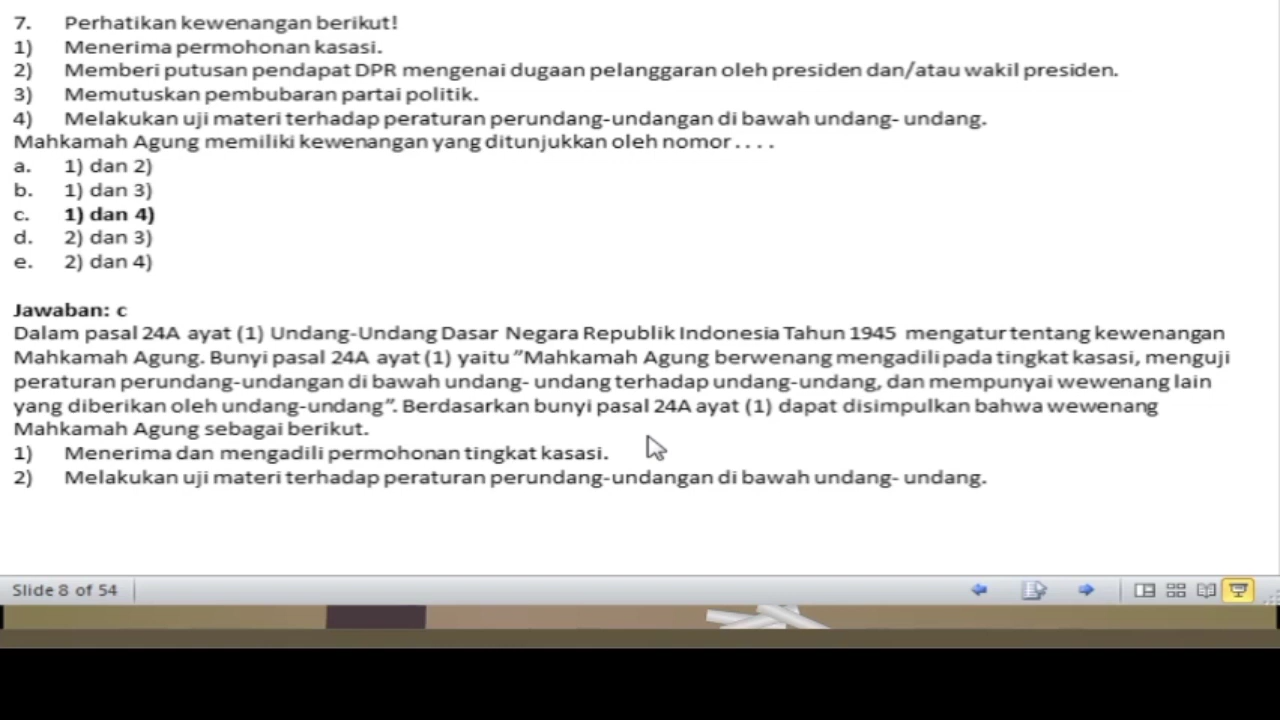 7. Perhatikan kewenangan berikut!
1) Menerima permohonan kasasi.
2) Memberi putusan pendapat DPR mengenai dugaan pelanggaran oleh presiden dan/atau wakil presiden.
3) Memutuskan pembubaran partai politik.
4) Melakukan uji materi terhadap peraturan perundang-undangan di bawah undang- undang.
Mahkamah Agung memiliki kewenangan yang ditunjukkan oleh nomor . . . .
a. 1) dan 2)
b. 1) dan 3)
c. 1) dan 4)
d. 2) dan 3)
e. 2) dan 4)
Jawaban: c
Dalam pasal 24A ayat (1) Undang-Undang Dasar Negara Republik Indonesia Tahun 1945 mengatur tentang kewenangan
Mahkamah Agung. Bunyi pasal 24A ayat (1) yaitu "Mahkamah Agung berwenang mengadili pada tingkat kasasi, menguji
peraturan perundang-undangan di bawah undang- undang terhadap undang-undang, dan mempunyai wewenang lain
yang diberikan oleh undang-undang". Berdasarkan bunyi pasal 24A ayat (1) dapat disimpulkan bahwa wewenang
Mahkamah Agung sebagai berikut.
1) Menerima dan mengadili permohonan tingkat kasasi.
2) Melakukan uji materi terhadap peraturan perundang-undangan di bawah undang- undang.
Slide 8 of 54